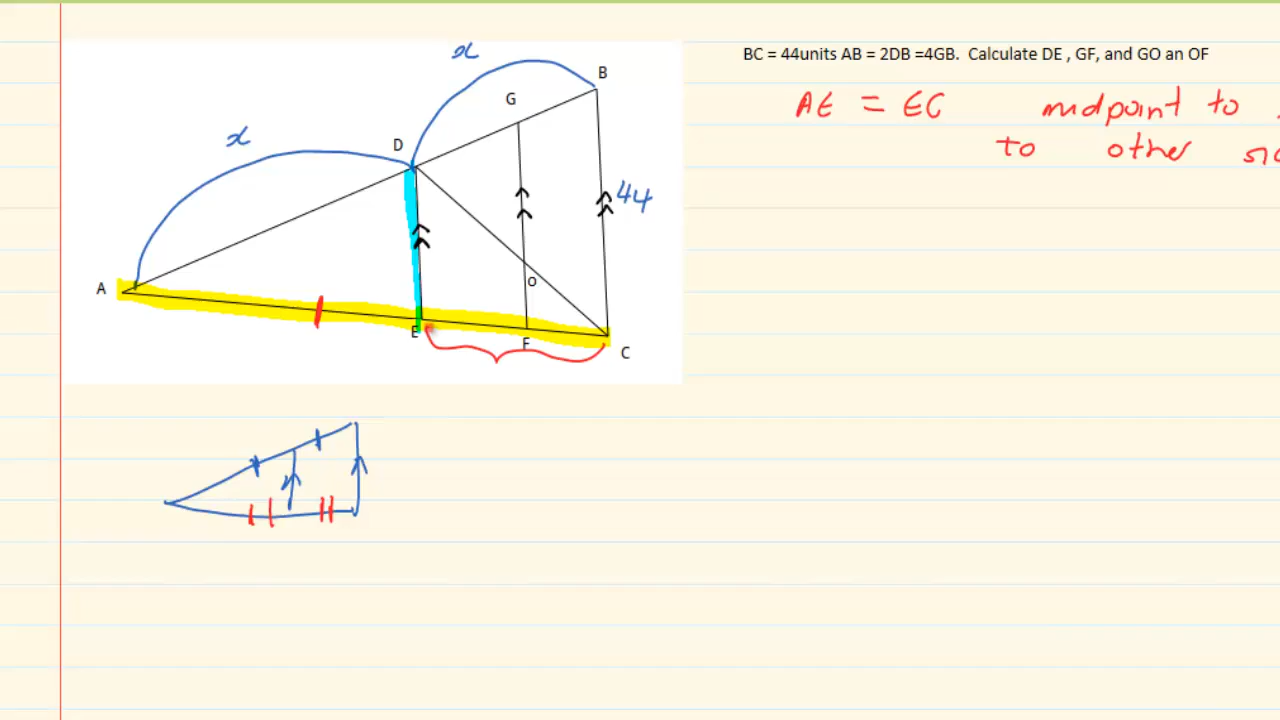 BC = 44units AB = 2DB =4GB. Calculate DE , GF, and GO an OF
AE = EC midpoint to
to other
x
x
B
G
D
44
A
O
E
F
C